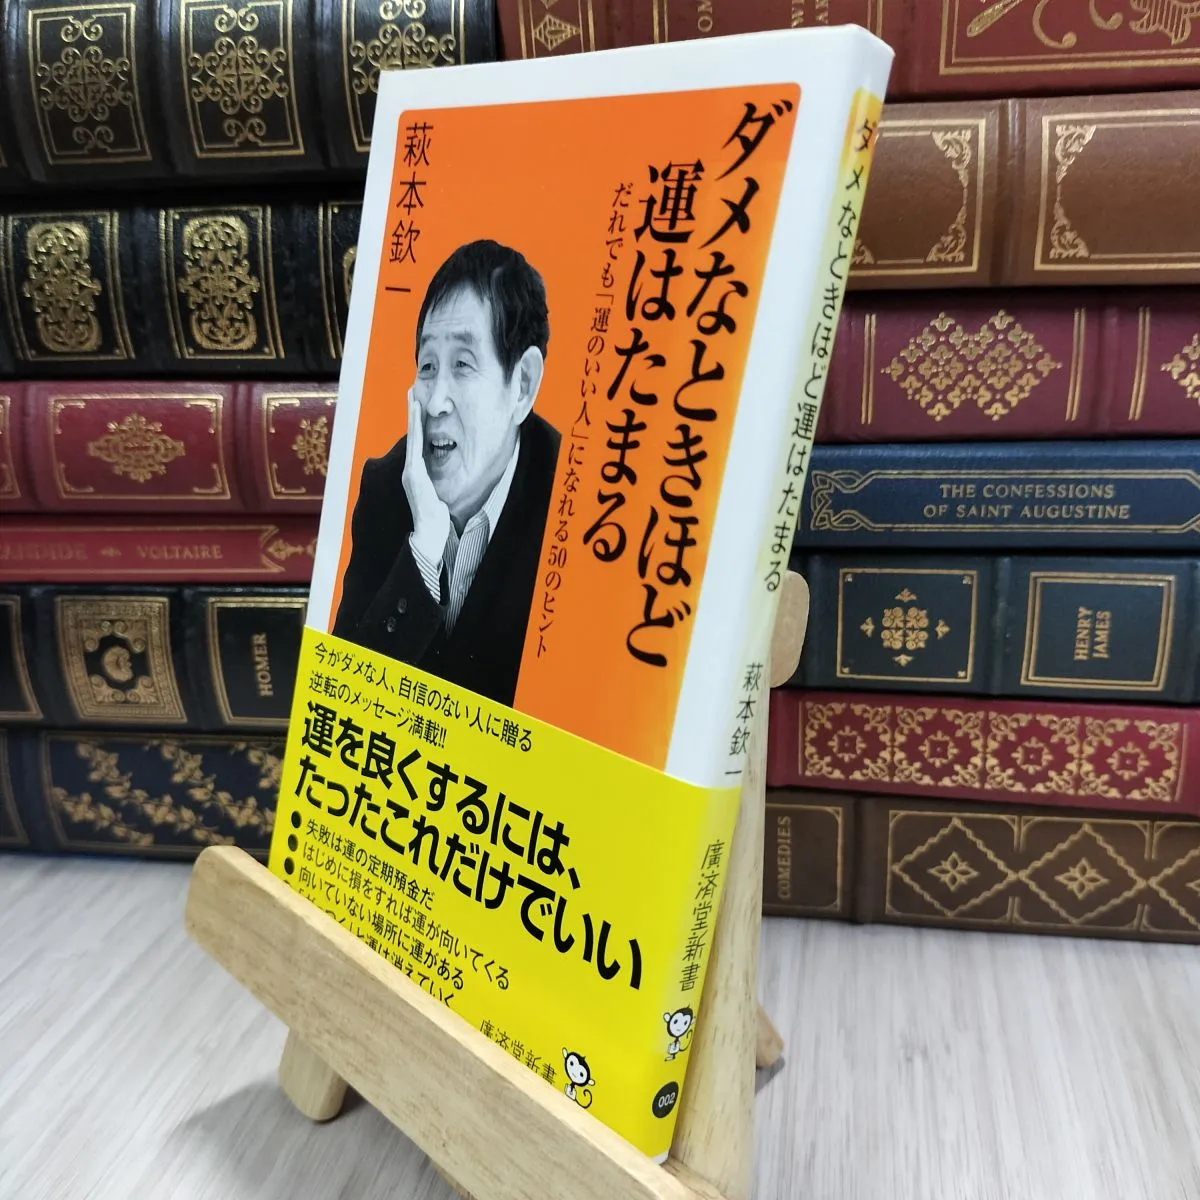 ダメなときほど
運はたまる
だれでも「運のいい人」になれる50のヒント
萩本欽一
今がダメな人、自信のない人に贈る
逆転のメッセージ満載!!
運を良くするには、
たったこれだけでいい
●失敗は運の定期預金だ
●はじめに損をすれば運が向いてくる
●向いていない場所に運がある
と運は消えていく
廣済堂新書
ダメなときほど運はたまる
萩本欽一
廣済堂新書
002
VOLTAIRE
HOMER
THE CONFESSIONS
OF SAINT AUGUSTINE
HENRY
JAMES
COMEDIES